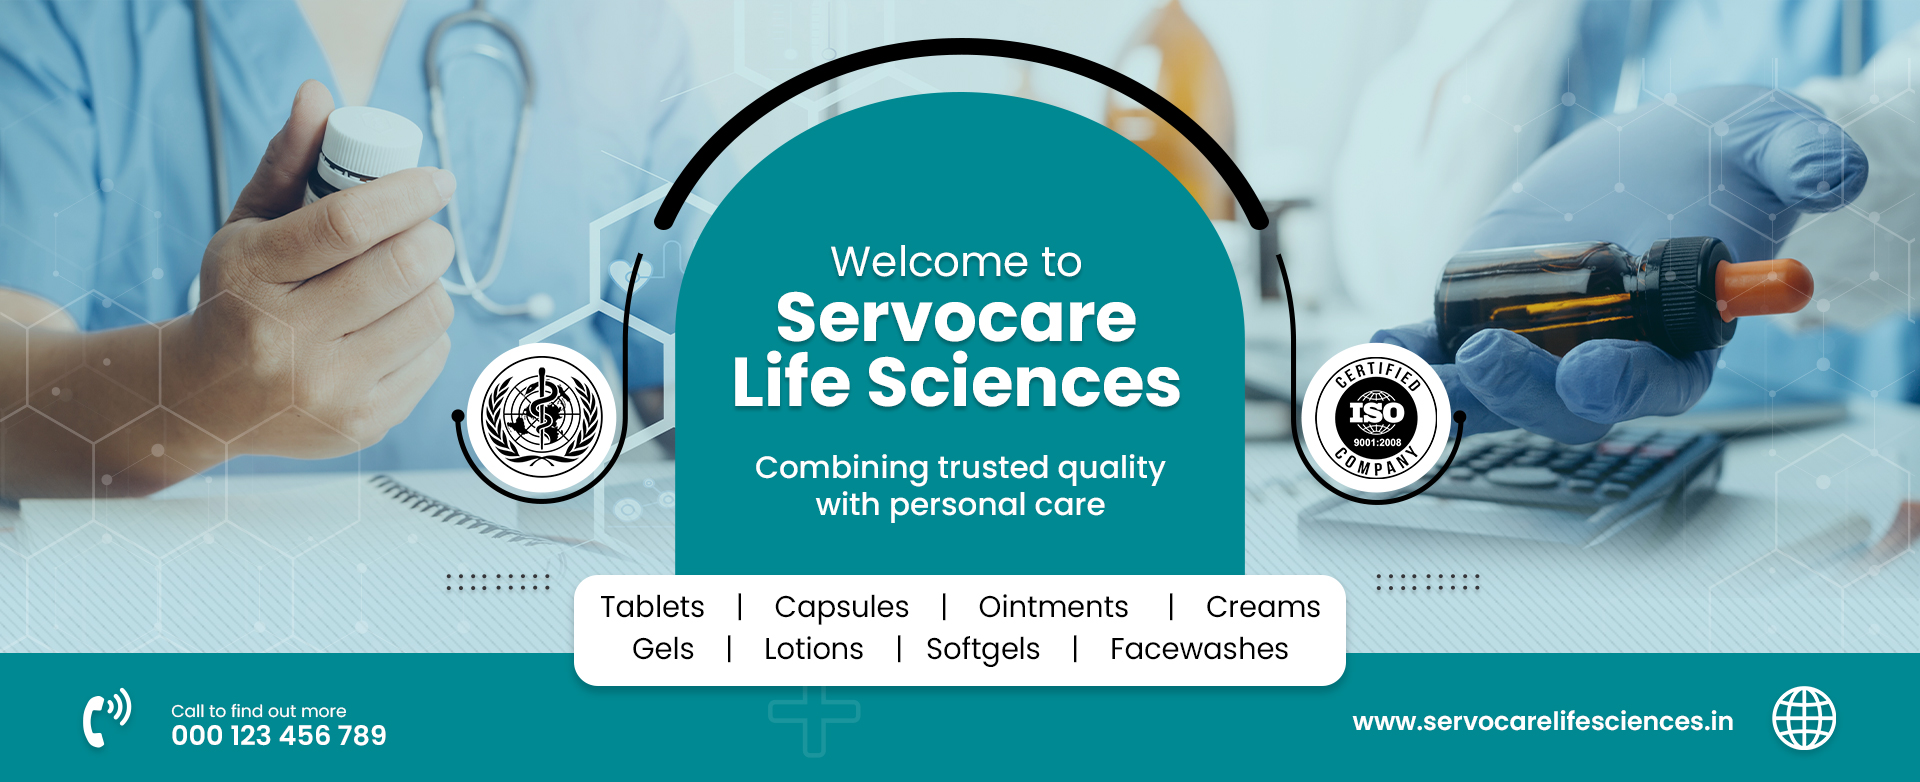 Welcome to
Servocare
Life Sciences
Combining trusted quality
with personal care
CERTIFIED
ISO
9001:2008
COMPANY
Tablets | Capsules | Ointments | Creams
Gels | Lotions | Softgels | Facewashes
Call to find out more
000 123 456 789
www.servocarelifesciences.in